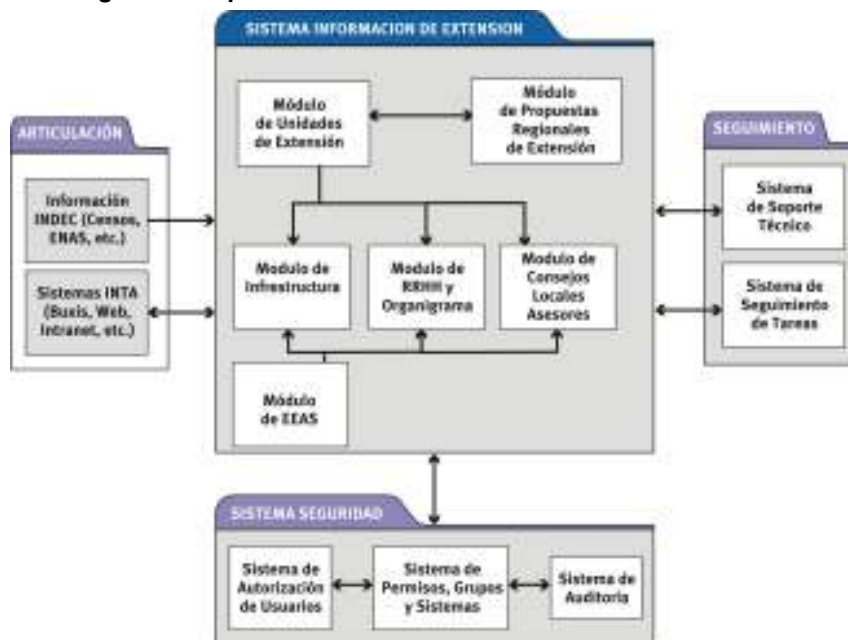 SISTEMA INFORMACION DE EXTENSION
Módulo
de Unidades
de Extensión
Módulo
de Propuestas
Regionales
de Extensión
ARTICULACIÓN
Información
INDEC (Censos,
ENAS, etc.)
Sistemas INTA
(Buxis, Web,
Intranet, etc.)
Modulo de
Infrestructura
Modulo de
RRHH y
Organigrama
Modulo de
Consejos
Locales
Asesores
Módulo
de EEAS
SEGUIMIENTO
Sistema
de Soporte
Técnico
Sistema de
Seguimiento
de Tareas
SISTEMA SEGURIDAD
Sistema de
Autorización
de Usuarios
Sistema de
Permisos, Grupos
y Sistemas
Sistema de
Auditoria